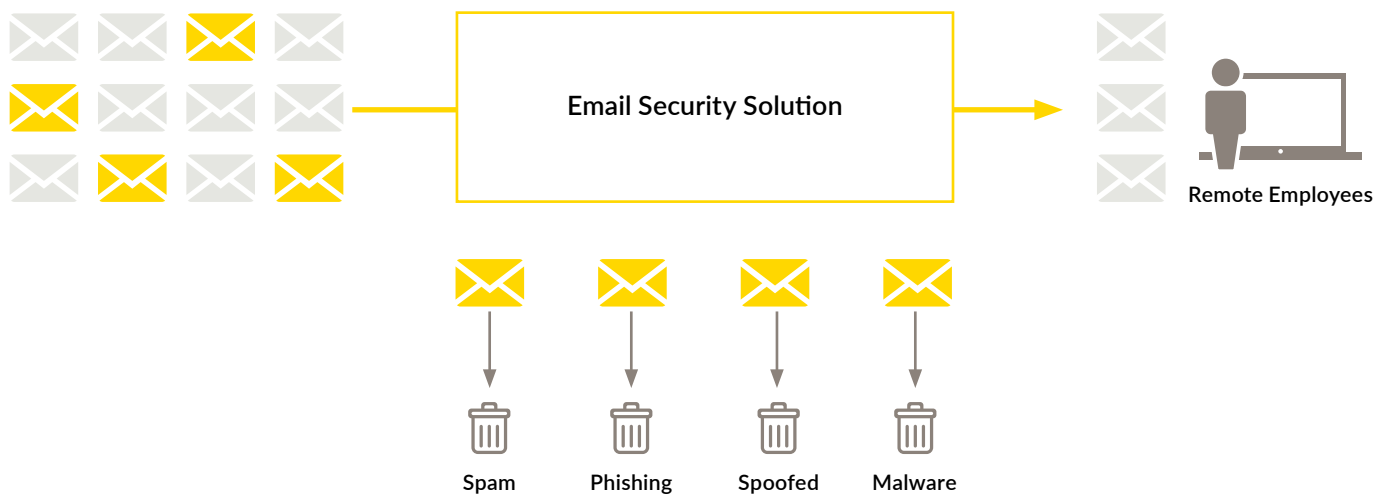 Email Security Solution
Remote Employees
Spam
Phishing
Spoofed
Malware